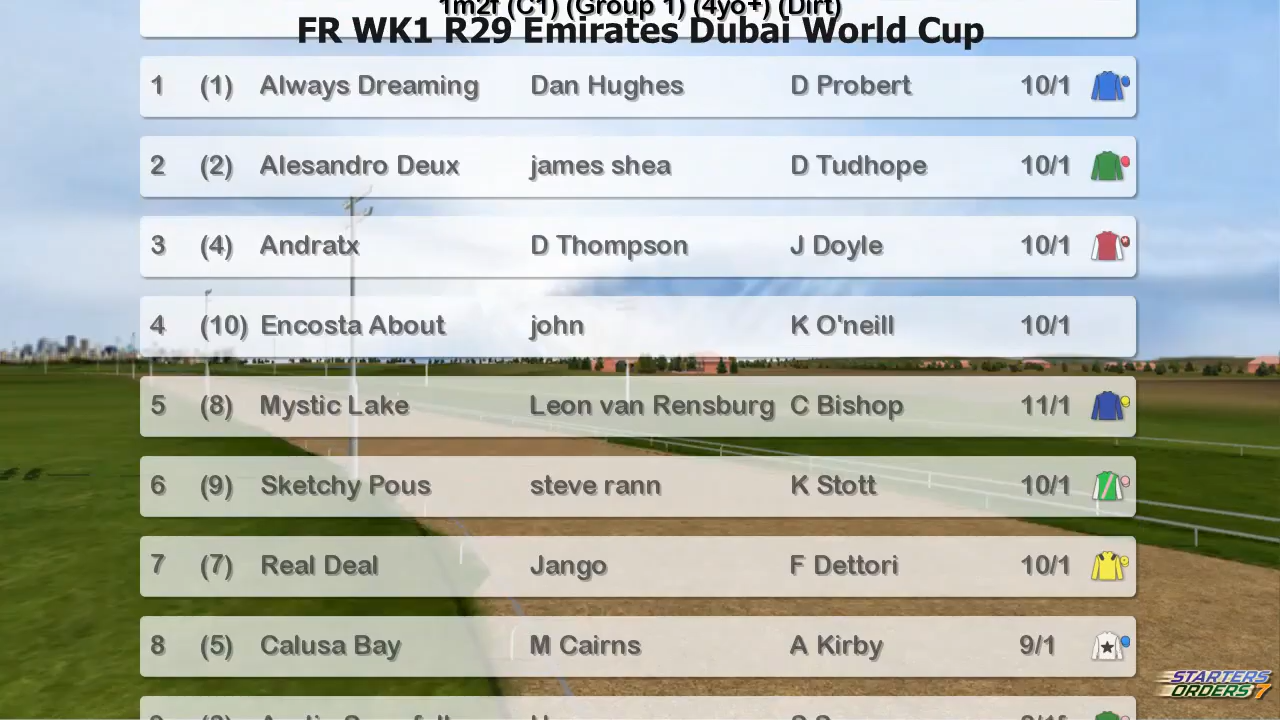 1m2f (C1) (Group 1) (4yo+) (Dirt)
FR WK1 R29 Emirates Dubai World Cup
1 (1) Always Dreaming Dan Hughes D Probert 10/1
2 (2) Alesandro Deux james shea D Tudhope 10/1
3 (4) Andratx D Thompson J Doyle 10/1
4 (10) Encosta About john K O'neill 10/1
5 (8) Mystic Lake Leon van Rensburg C Bishop 11/1
6 (9) Sketchy Pous steve rann K Stott 10/1
7 (7) Real Deal Jango F Dettori 10/1
8 (5) Calusa Bay M Cairns A Kirby 9/1
STARTERS
ORDERS 7